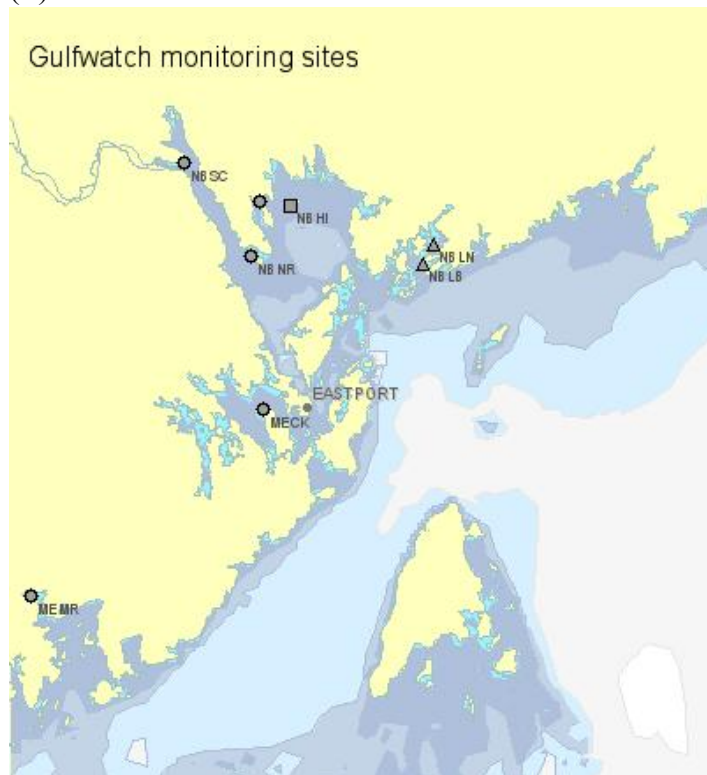 Gulfwatch monitoring sites
NB SC
NB HI
NB LN
NB NR
NB LB
EASTPORT
MECK
MEMR